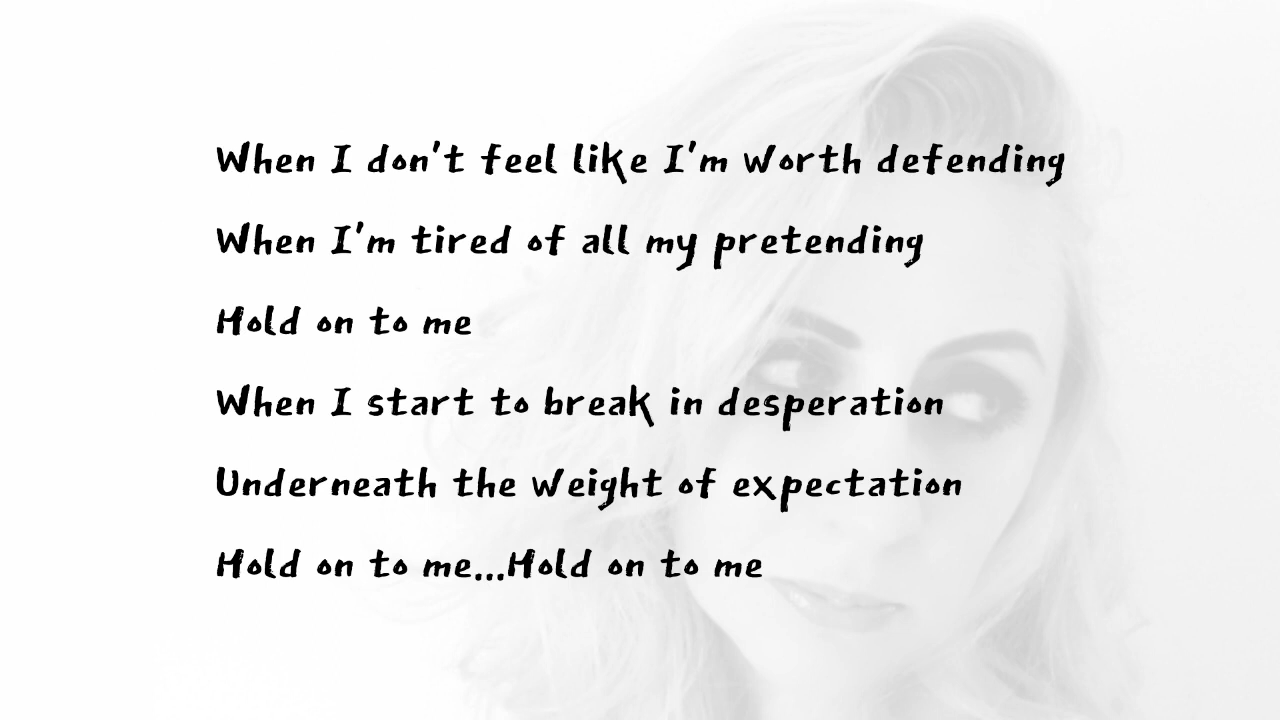 When I don't feel like I'm worth defending
When I'm tired of all my pretending
Hold on to me
When I start to break in desperation
Underneath the weight of expectation
Hold on to me...Hold on to me